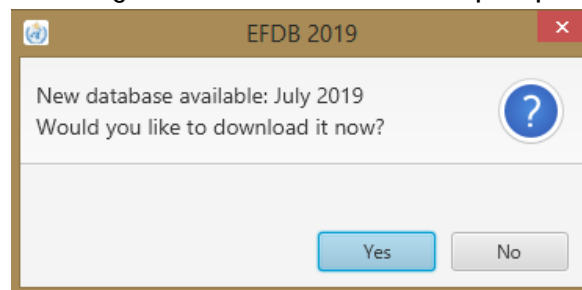 EFDB 2019
New database available: July 2019
Would you like to download it now?
?
Yes
No